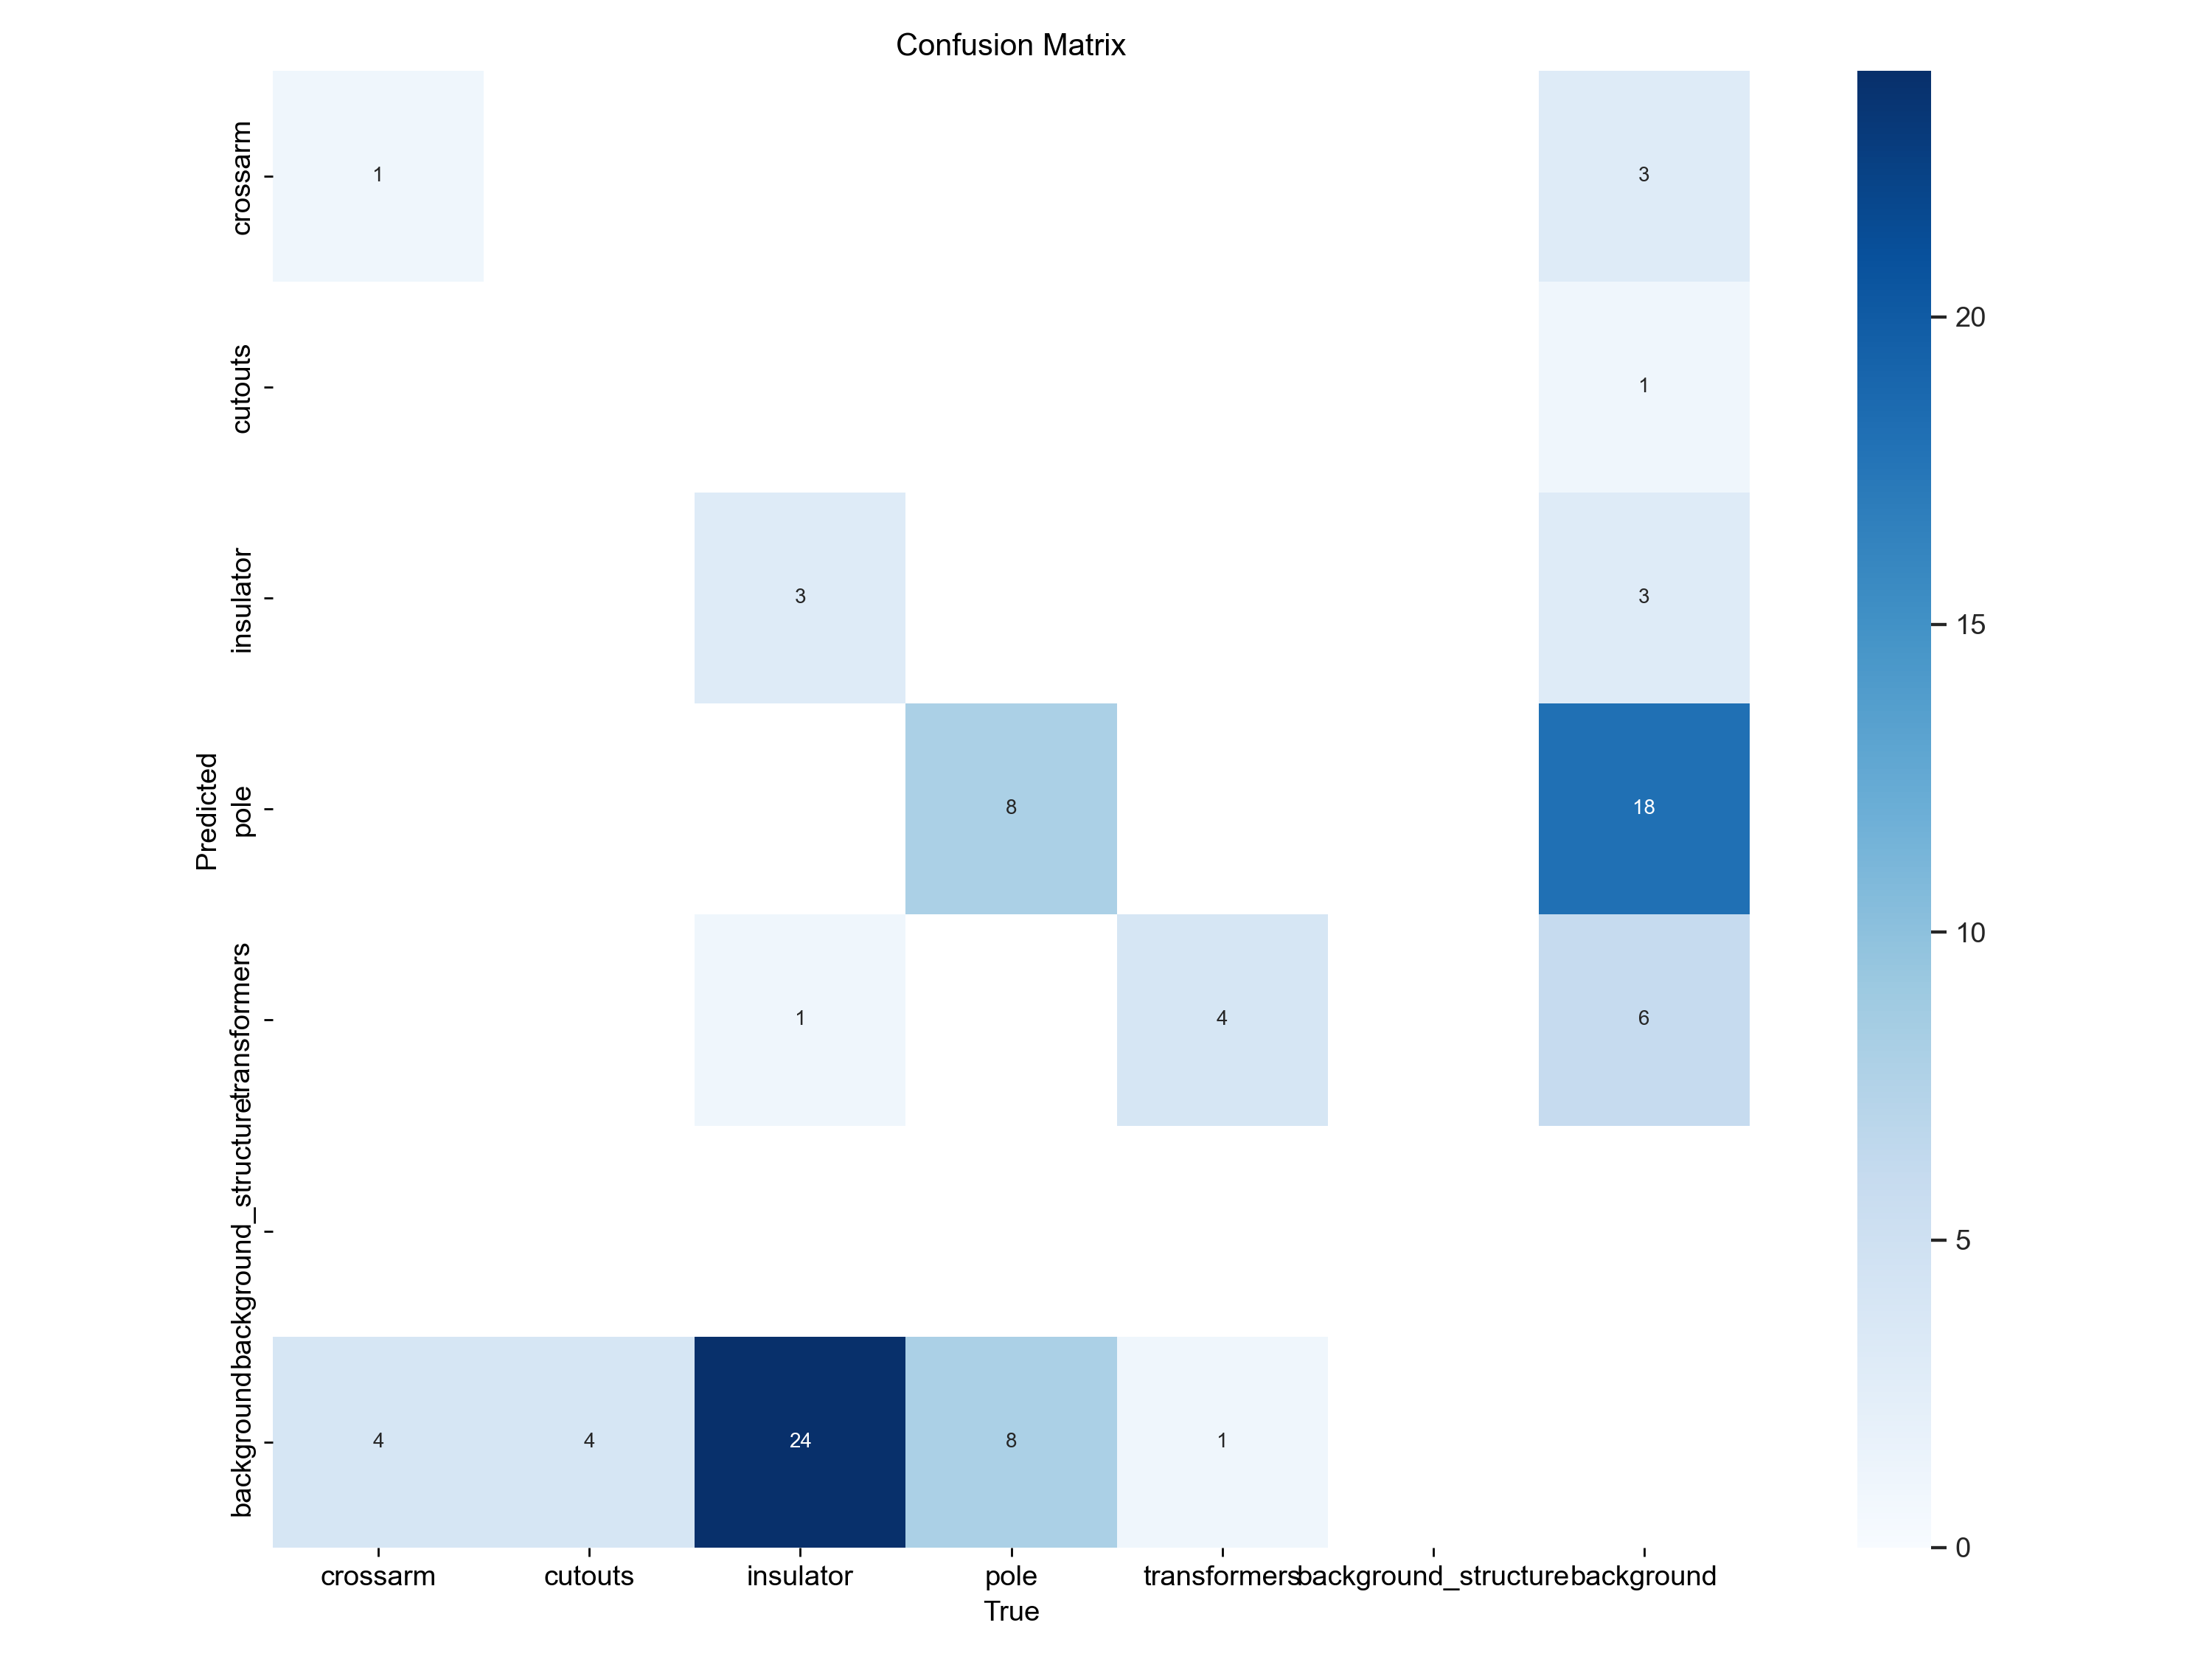 Confusion Matrix
crossarm
1
3
cutouts
1
20
insulator
3
3
15
Predicted
pole
8
18
10
transformers
1
4
6
background_structure
5
background
4
4
24
8
1
0
crossarm
cutouts
insulator
pole
transformers
background_structure
background
True